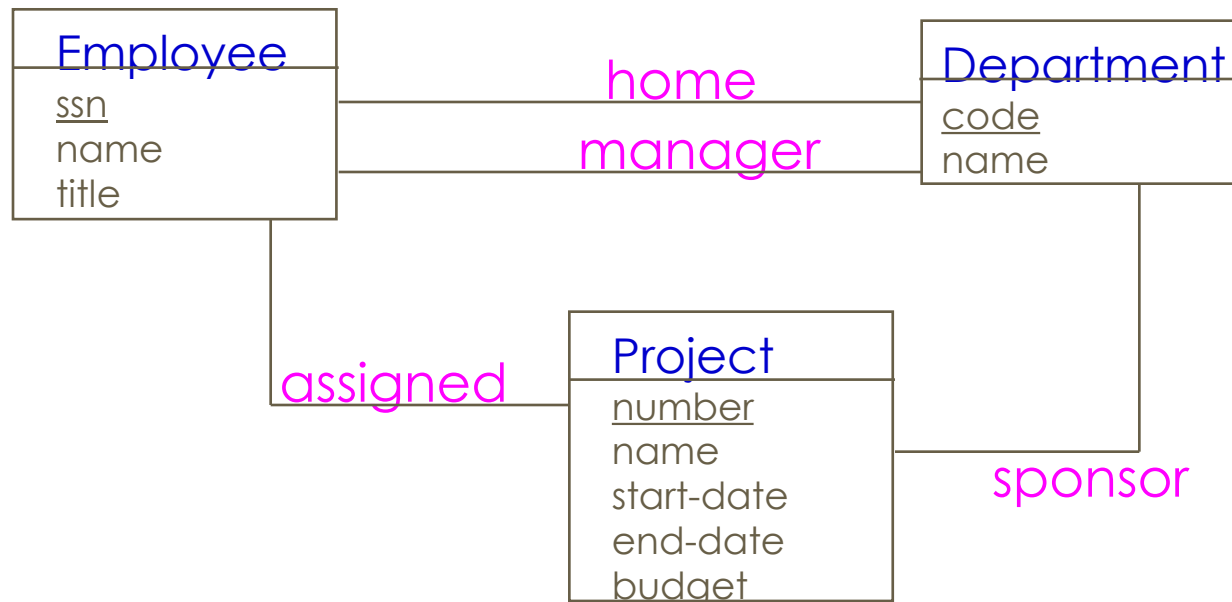 Employee
ssn
name
title
home
manager
Department
code
name
assigned
Project
number
name
start-date
end-date
budget
sponsor